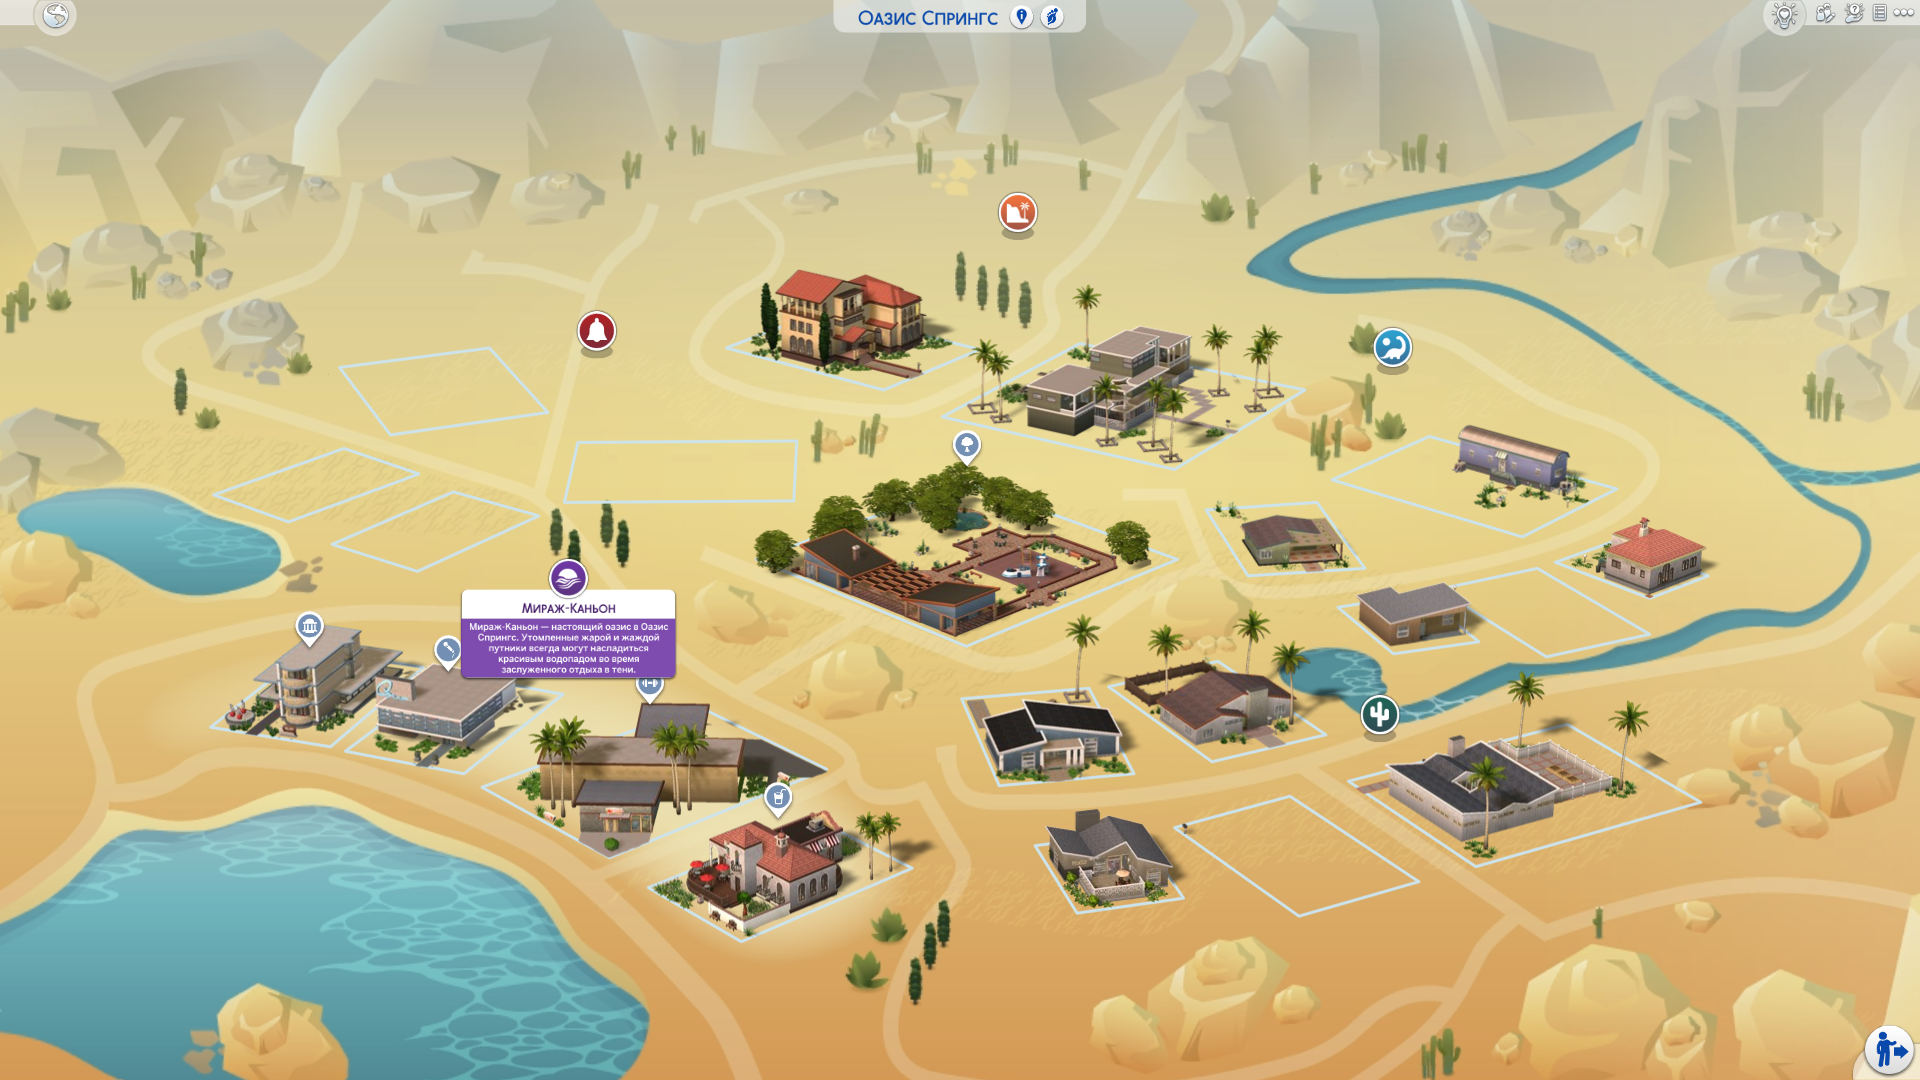 Оазис Спрингс
Мираж-Каньон
Мираж-Каньон — настоящий оазис в Оазис
Спрингс. Утомленные жарой и жаждой
путники всегда могут насладиться
красивым водопадом во время
заслуженного отдыха в тени.